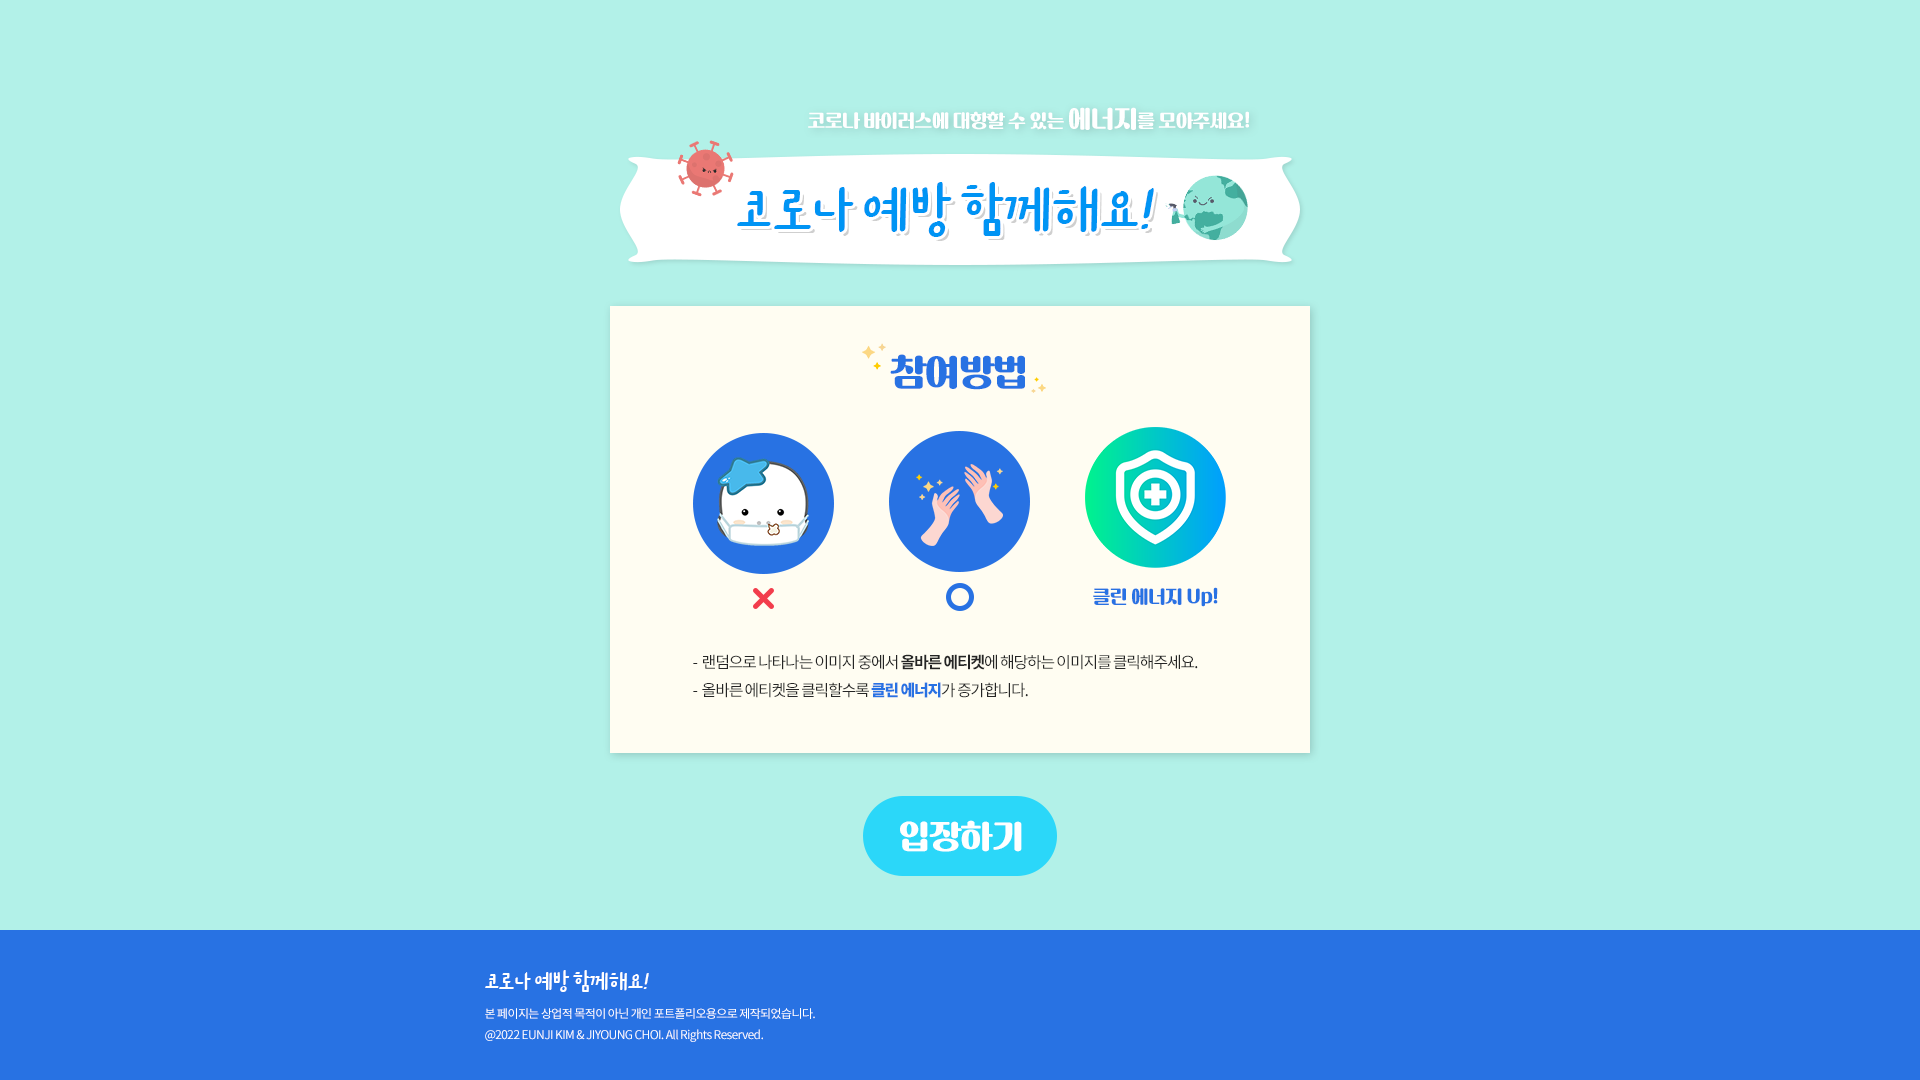 코로나 바이러스에 대항할 수 있는 에너지를 모아주세요!
코로나 예방 함께해요!
참여방법
클린 에너지 Up!
- 랜덤으로 나타나는 이미지 중에서 올바른 에티켓에 해당하는 이미지를 클릭해주세요.
- 올바른 에티켓을 클릭할수록 클린 에너지가 증가합니다.
입장하기
코로나 예방 함께해요!
본 페이지는 상업적 목적이 아닌 개인 포트폴리오용으로 제작되었습니다.
@2022 EUNJI KIM & JIYOUNG CHOI. All Rights Reserved.